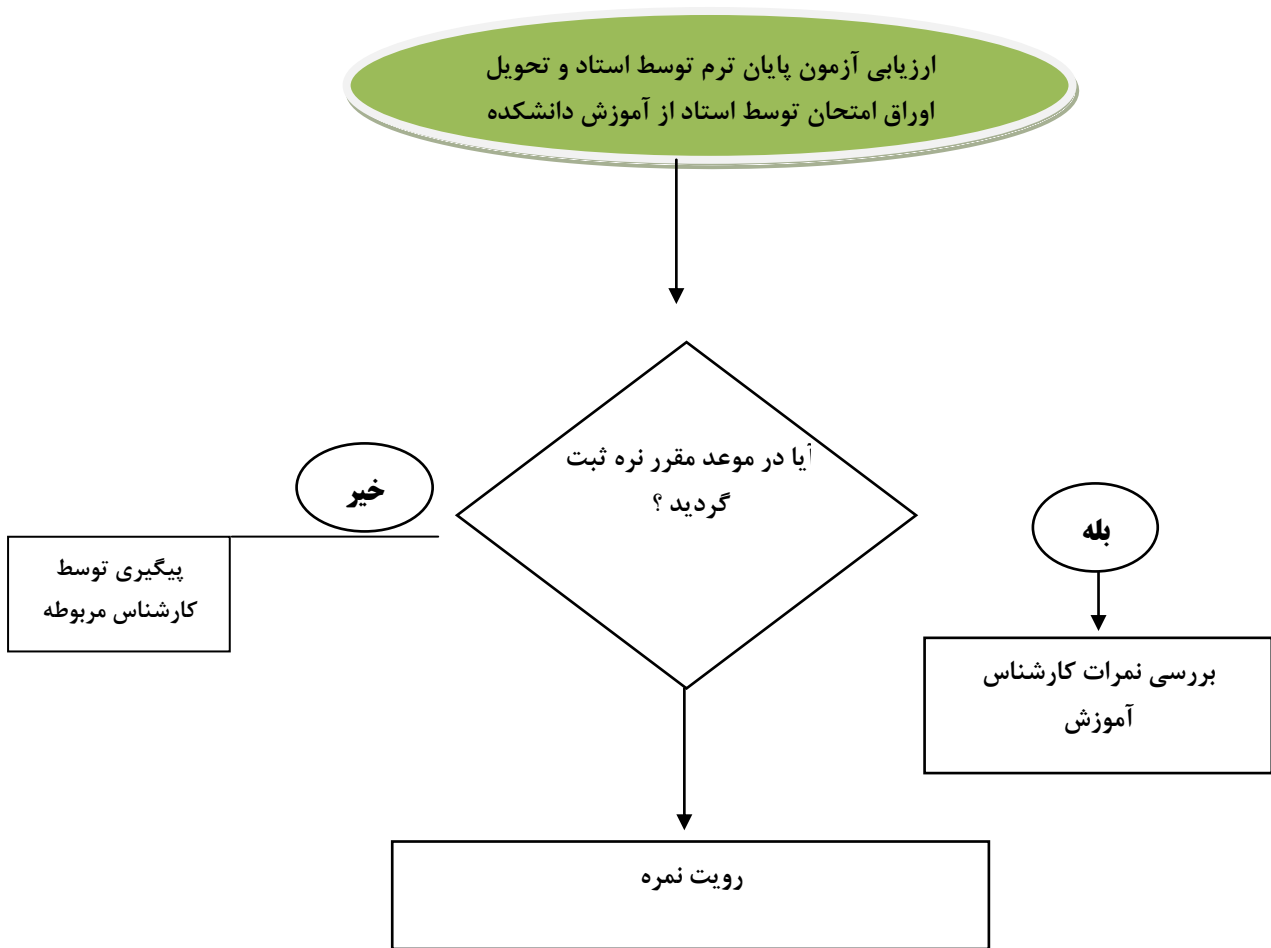 ارزیابی آزمون پایان ترم توسط استاد و تحویل
اوراق امتحان توسط استاد از آموزش دانشکده
آیا در موعد مقرر نره ثبت
گردید ؟
خیر
بله
پیگیری توسط
کارشناس مربوطه
بررسی نمرات کارشناس
آموزش
رویت نمره